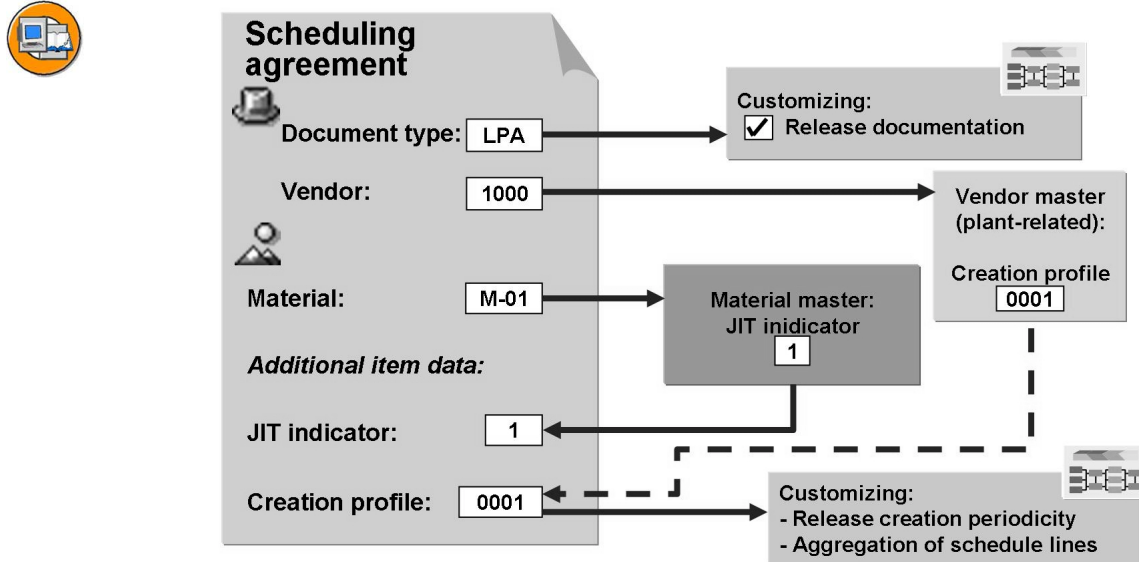 Scheduling
agreement
Document type: LPA
Customizing:
✓ Release documentation
Vendor: 1000
Vendor master
(plant-related):
Creation profile
0001
Material: M-01
Material master:
JIT inidicator
1
Additional item data:
JIT indicator: 1
Creation profile: 0001
Customizing:
- Release creation periodicity
- Aggregation of schedule lines